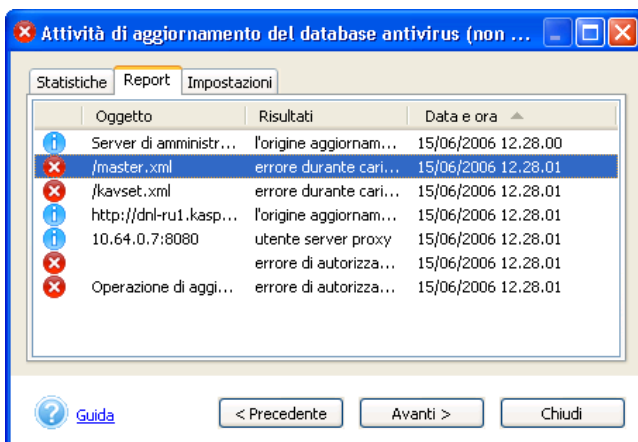 Attività di aggiornamento del database antivirus (non ...
Statistiche Report Impostazioni
Oggetto Risultati Data e ora
Server di amministr... l'origine aggiornam... 15/06/2006 12.28.00
/master.xml errore durante cari... 15/06/2006 12.28.01
/kavset.xml errore durante cari... 15/06/2006 12.28.01
http://dnl-ru1.kasp... l'origine aggiornam... 15/06/2006 12.28.01
10.64.0.7:8080 utente server proxy 15/06/2006 12.28.01
errore di autorizza... 15/06/2006 12.28.01
Operazione di aggi... errore di autorizza... 15/06/2006 12.28.01
Guida < Precedente Avanti > Chiudi